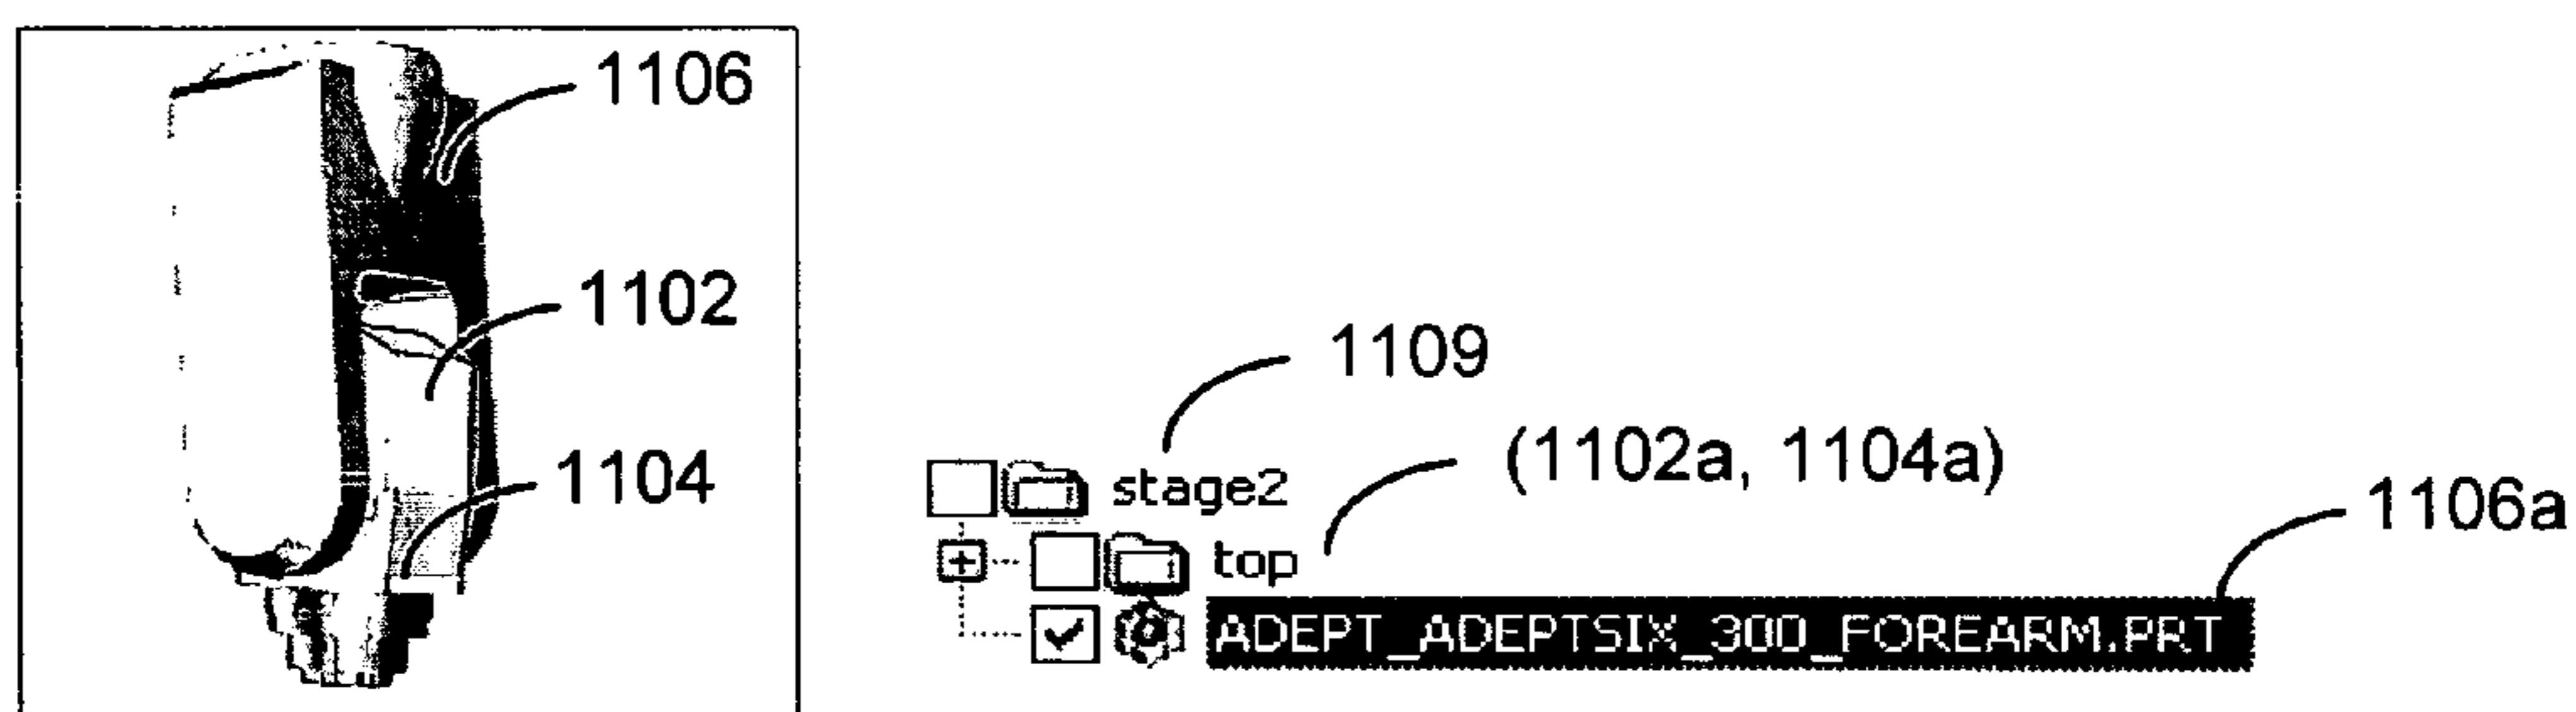 1106
1102
1104
1109
(1102a, 1104a)
stage2
1106a
top
ADEPT_ADEPTSIX_300_FOREARM.PRT